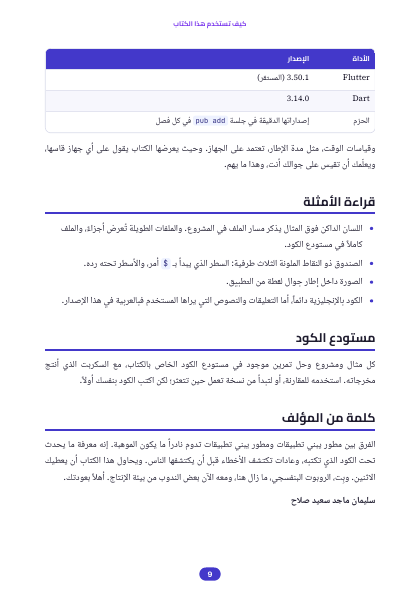 كيف تستخدم هذا الكتاب
الأداة الإصدار
Flutter 3.50.1 (المستقر)
Dart 3.14.0
الحزم إصداراتها الدقيقة في جلسة pub add في كل فصل
وقياسات الوقت، مثل مدة الإطار، تعتمد على الجهاز. وحيث يعرضها الكتاب يقول على أي جهاز قاسها،
ويعلّمك أن تقيس على جوالك أنت، وهذا ما يهم.
قراءة الأمثلة
• اللسان الداكن فوق المثال يذكر مسار الملف في المشروع. والملفات الطويلة تُعرض أجزاءً، والملف
كاملاً في مستودع الكود.
• الصندوق ذو النقاط الملونة الثلاث طرفية: السطر الذي يبدأ بـ $ أمر، والأسطر تحته رده.
• الصورة داخل إطار جوال لقطة من التطبيق.
• الكود بالإنجليزية دائماً، أما التعليقات والنصوص التي يراها المستخدم فبالعربية في هذا الإصدار.
مستودع الكود
كل مثال ومشروع وحل تمرين موجود في مستودع الكود الخاص بالكتاب، مع السكربت الذي أنتج
مخرجاته. استخدمه للمقارنة، أو لتبدأ من نسخة تعمل حين تتعثر؛ لكن اكتب الكود بنفسك أولاً.
كلمة من المؤلف
الفرق بين مطور يبني تطبيقات ومطور يبني تطبيقات تدوم نادراً ما يكون الموهبة. إنه معرفة ما يحدث
تحت الكود الذي تكتبه، وعادات تكتشف الأخطاء قبل أن يكتشفها الناس. ويحاول هذا الكتاب أن يعطيك
الاثنين. وبِت، الروبوت البنفسجي، ما زال هنا، ومعه الآن بعض الندوب من بيئة الإنتاج. أهلاً بعودتك.
سليمان ماجد سعيد صلاح
9